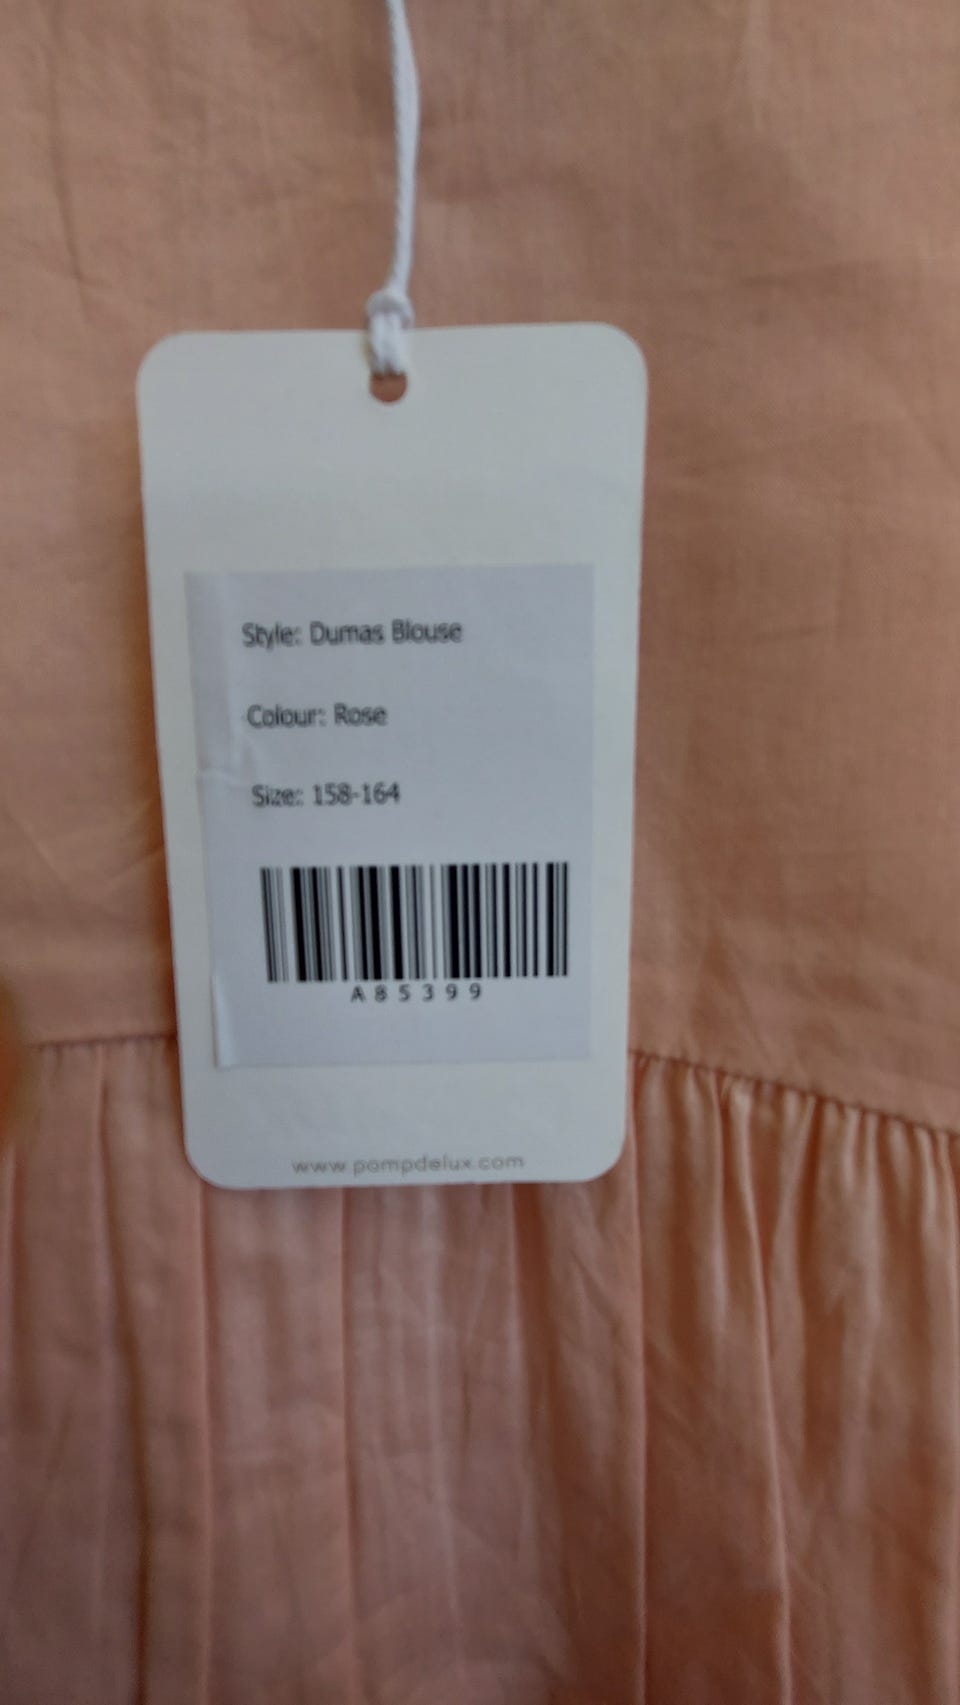 Style: Dumas Blouse
Colour: Rose
Size: 158-164
A85399
www.pompdelux.com